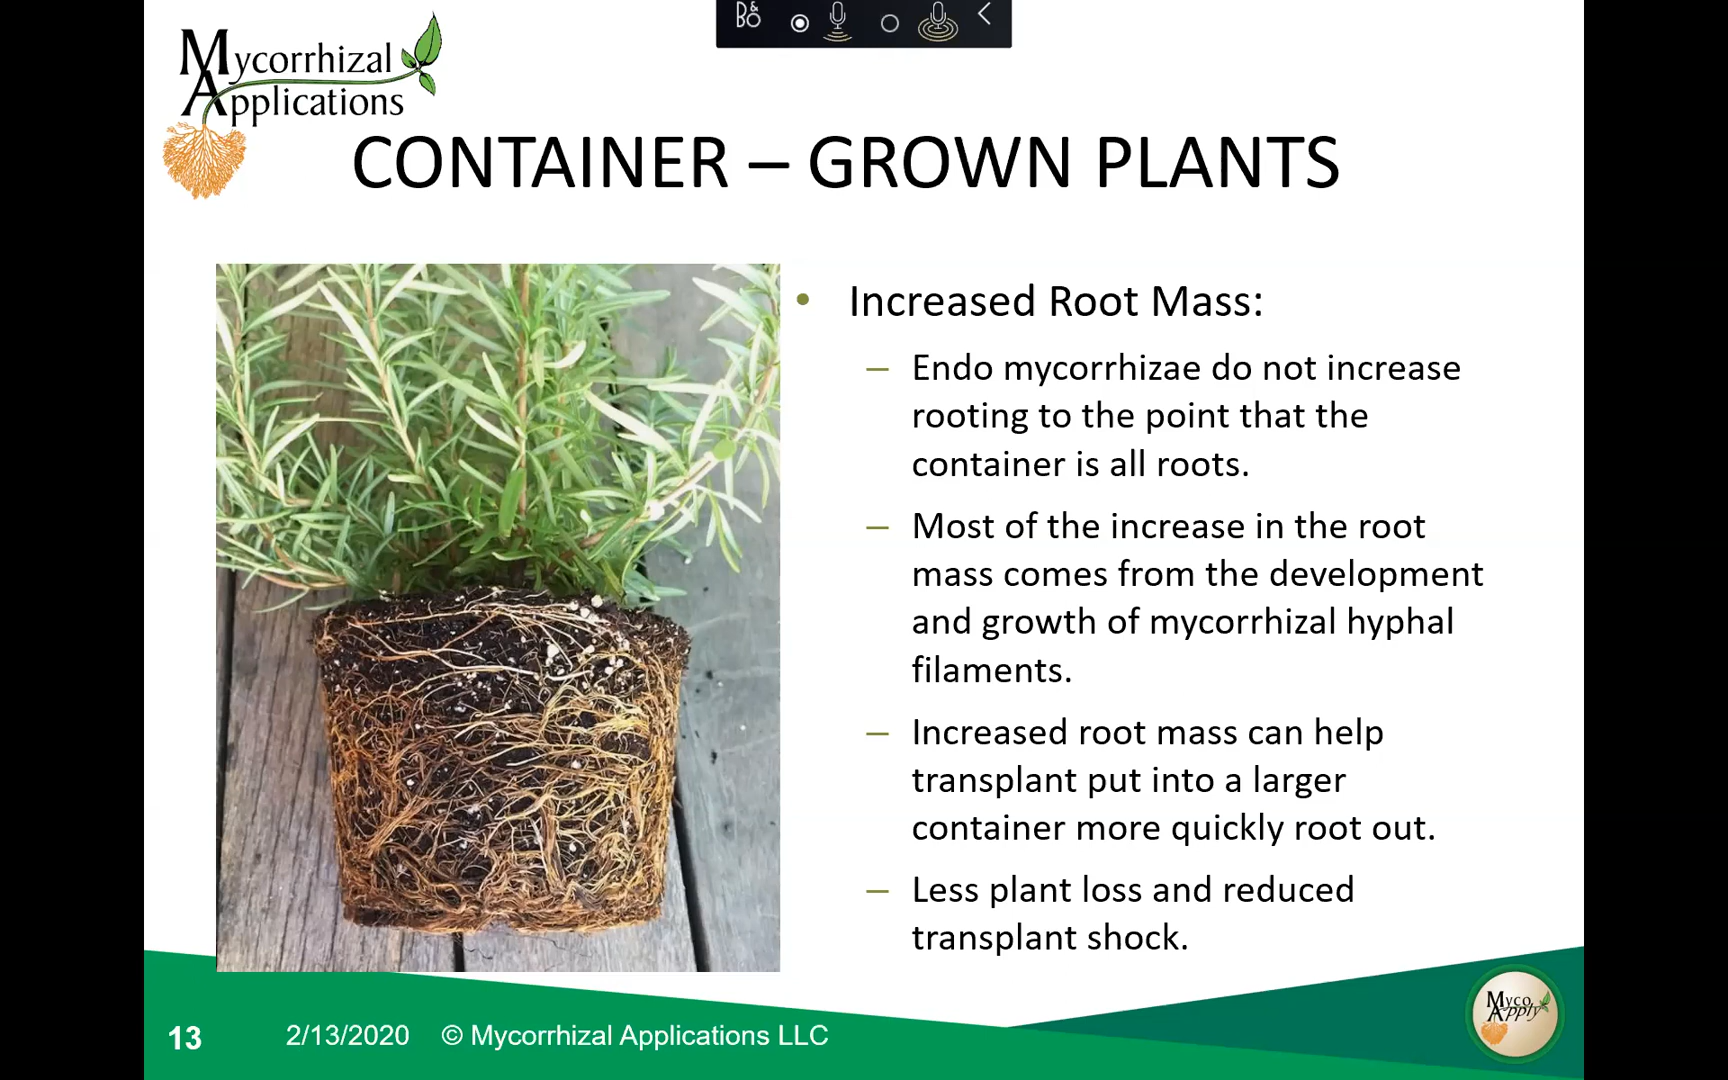 B&O
Mycorrhizal
Applications
CONTAINER – GROWN PLANTS
• Increased Root Mass:
– Endo mycorrhizae do not increase
rooting to the point that the
container is all roots.
– Most of the increase in the root
mass comes from the development
and growth of mycorrhizal hyphal
filaments.
– Increased root mass can help
transplant put into a larger
container more quickly root out.
– Less plant loss and reduced
transplant shock.
13 2/13/2020 © Mycorrhizal Applications LLC
Myco
Apply